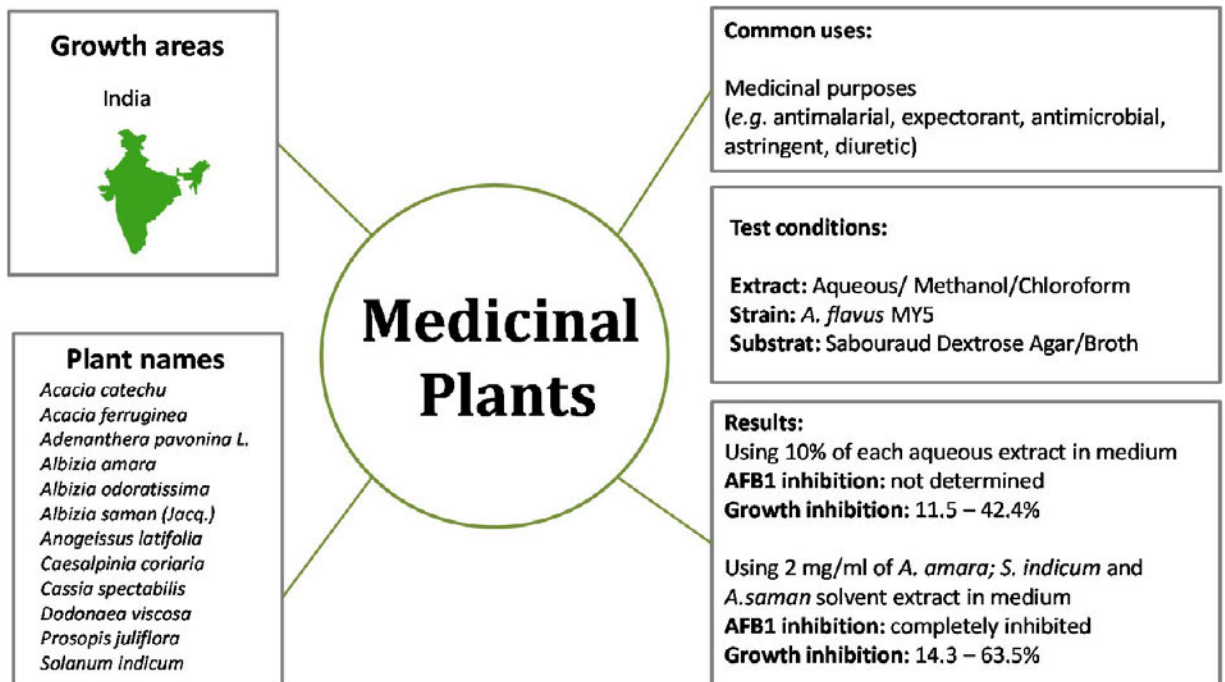 Growth areas
India
Plant names
Acacia catechu
Acacia ferruginea
Adenanthera pavonina L.
Albizia amara
Albizia odoratissima
Albizia saman (Jacq.)
Anogeissus latifolia
Caesalpinia coriaria
Cassia spectabilis
Dodonaea viscosa
Prosopis juliflora
Solanum indicum
Medicinal
Plants
Common uses:
Medicinal purposes
(e.g. antimalarial, expectorant, antimicrobial,
astringent, diuretic)
Test conditions:
Extract: Aqueous/ Methanol/Chloroform
Strain: A. flavus MY5
Substrat: Sabouraud Dextrose Agar/Broth
Results:
Using 10% of each aqueous extract in medium
AFB1 inhibition: not determined
Growth inhibition: 11.5 – 42.4%
Using 2 mg/ml of A. amara; S. indicum and
A.saman solvent extract in medium
AFB1 inhibition: completely inhibited
Growth inhibition: 14.3 – 63.5%